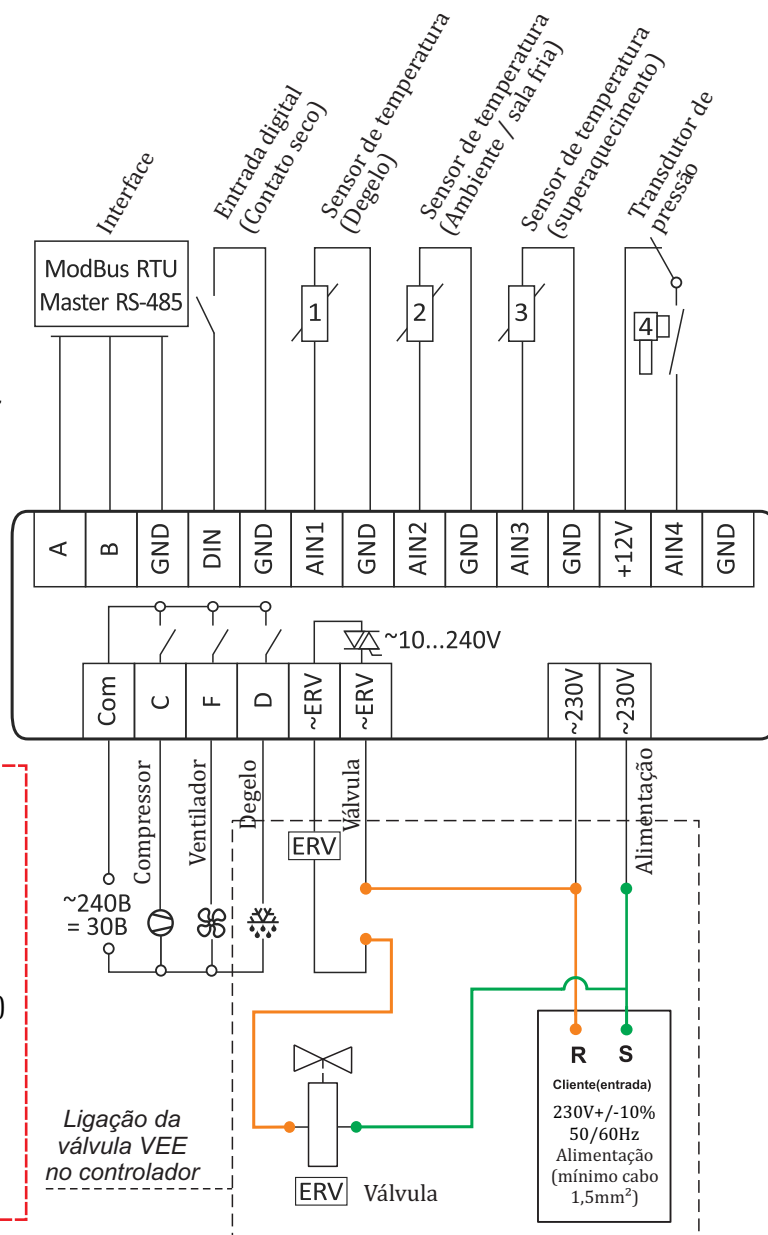 Interface
Entrada digital
(Contato seco)
Sensor de temperatura
(Degelo)
Sensor de temperatura
(Ambiente / sala fria)
Sensor de temperatura
(superaquecimento)
Transdutor de
pressão
ModBus RTU
Master RS-485
1
2
3
4
A
B
GND
DIN
GND
AIN1
GND
AIN2
GND
AIN3
GND
+12V
AIN4
GND
~10...240V
Com
C
F
D
~ERV
~ERV
~230V
~230V
Compressor
Ventilador
Degelo
Válvula
Alimentação
ERV
~240B
= 30B
)
R S
Cliente(entrada)
230V+/-10%
50/60Hz
Alimentação
(mínimo cabo
1,5mm²)
Ligação da
válvula VEE
no controlador
ERV Válvula